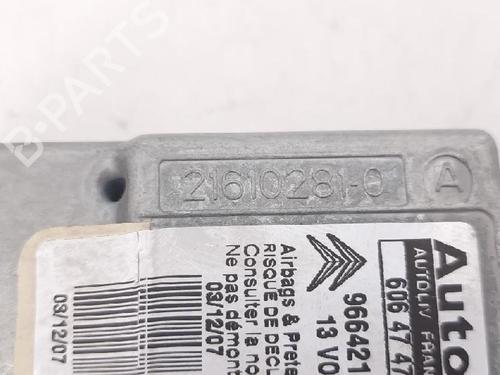 21610281-0
A
Auto
AUTOLIV FRAN
606 47 47
966421
13 VO
Airbags & Prete
RISQUE DE DECL
Consulter la no
Ne pas démont
03/12/07
03/12/07
B-PARTS